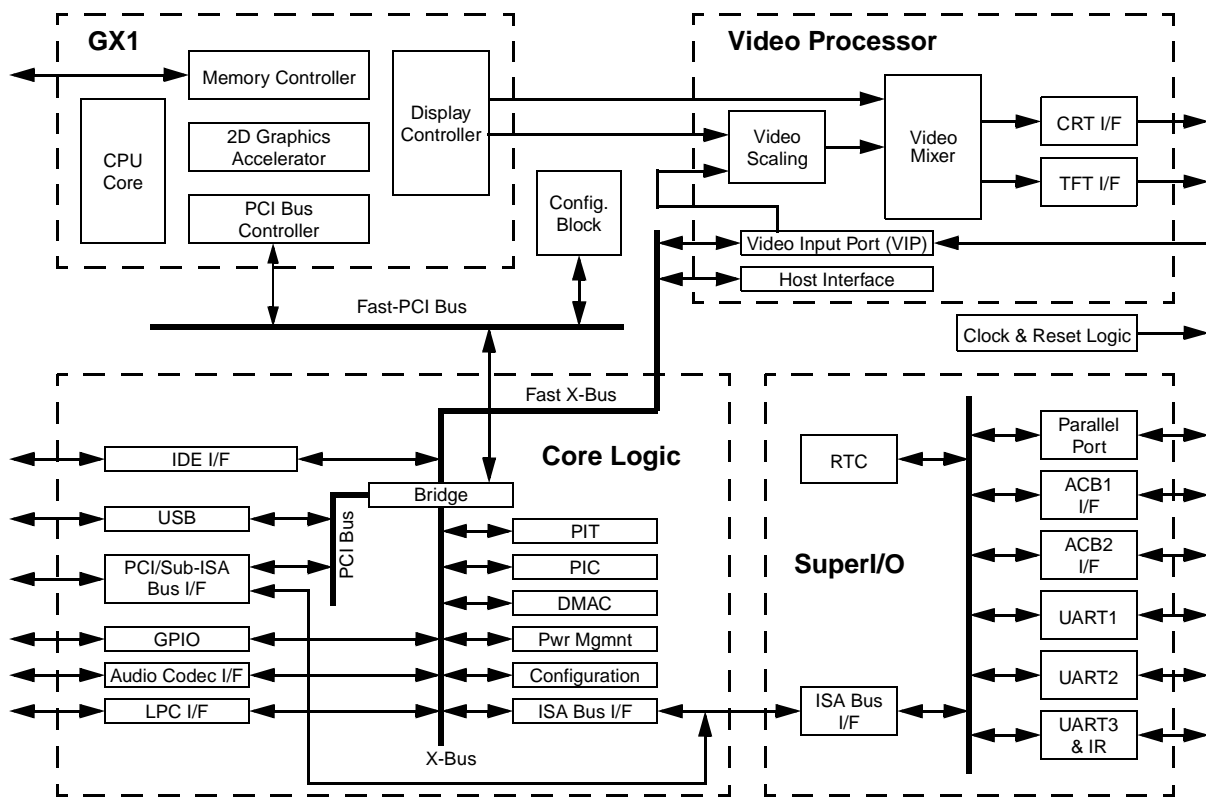 GX1
Memory Controller
CPU
Core
2D Graphics
Accelerator
PCI Bus
Controller
Display
Controller
Config.
Block
Video Processor
Video
Scaling
Video
Mixer
CRT I/F
TFT I/F
Video Input Port (VIP)
Host Interface
Fast-PCI Bus
Clock & Reset Logic
Fast X-Bus
Core Logic
IDE I/F
Bridge
USB
PCI Bus
PCI/Sub-ISA
Bus I/F
GPIO
Audio Codec I/F
LPC I/F
PIT
PIC
DMAC
Pwr Mgmnt
Configuration
ISA Bus I/F
X-Bus
SuperI/O
RTC
ISA Bus
I/F
Parallel
Port
ACB1
I/F
ACB2
I/F
UART1
UART2
UART3
& IR